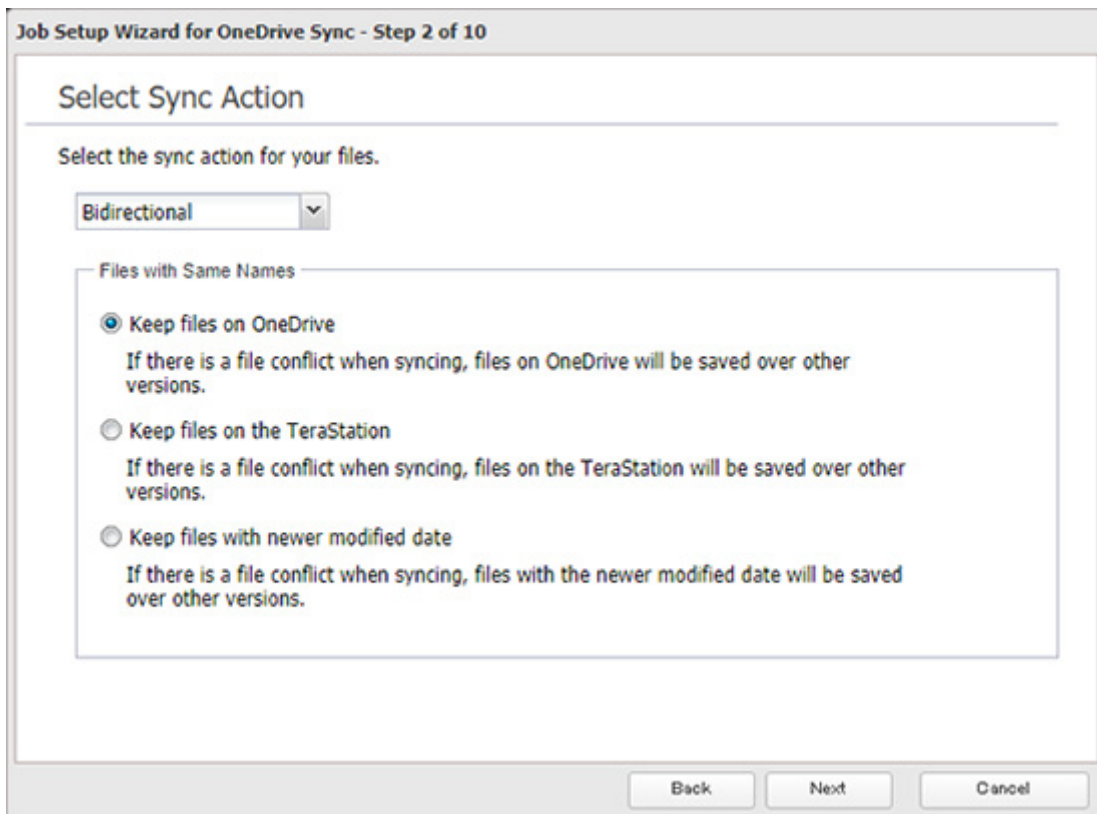 Job Setup Wizard for OneDrive Sync - Step 2 of 10
Select Sync Action
Select the sync action for your files.
Bidirectional
Files with Same Names
Keep files on OneDrive
If there is a file conflict when syncing, files on OneDrive will be saved over other
versions.
Keep files on the TeraStation
If there is a file conflict when syncing, files on the TeraStation will be saved over other
versions.
Keep files with newer modified date
If there is a file conflict when syncing, files with the newer modified date will be saved
over other versions.
Back Next Cancel